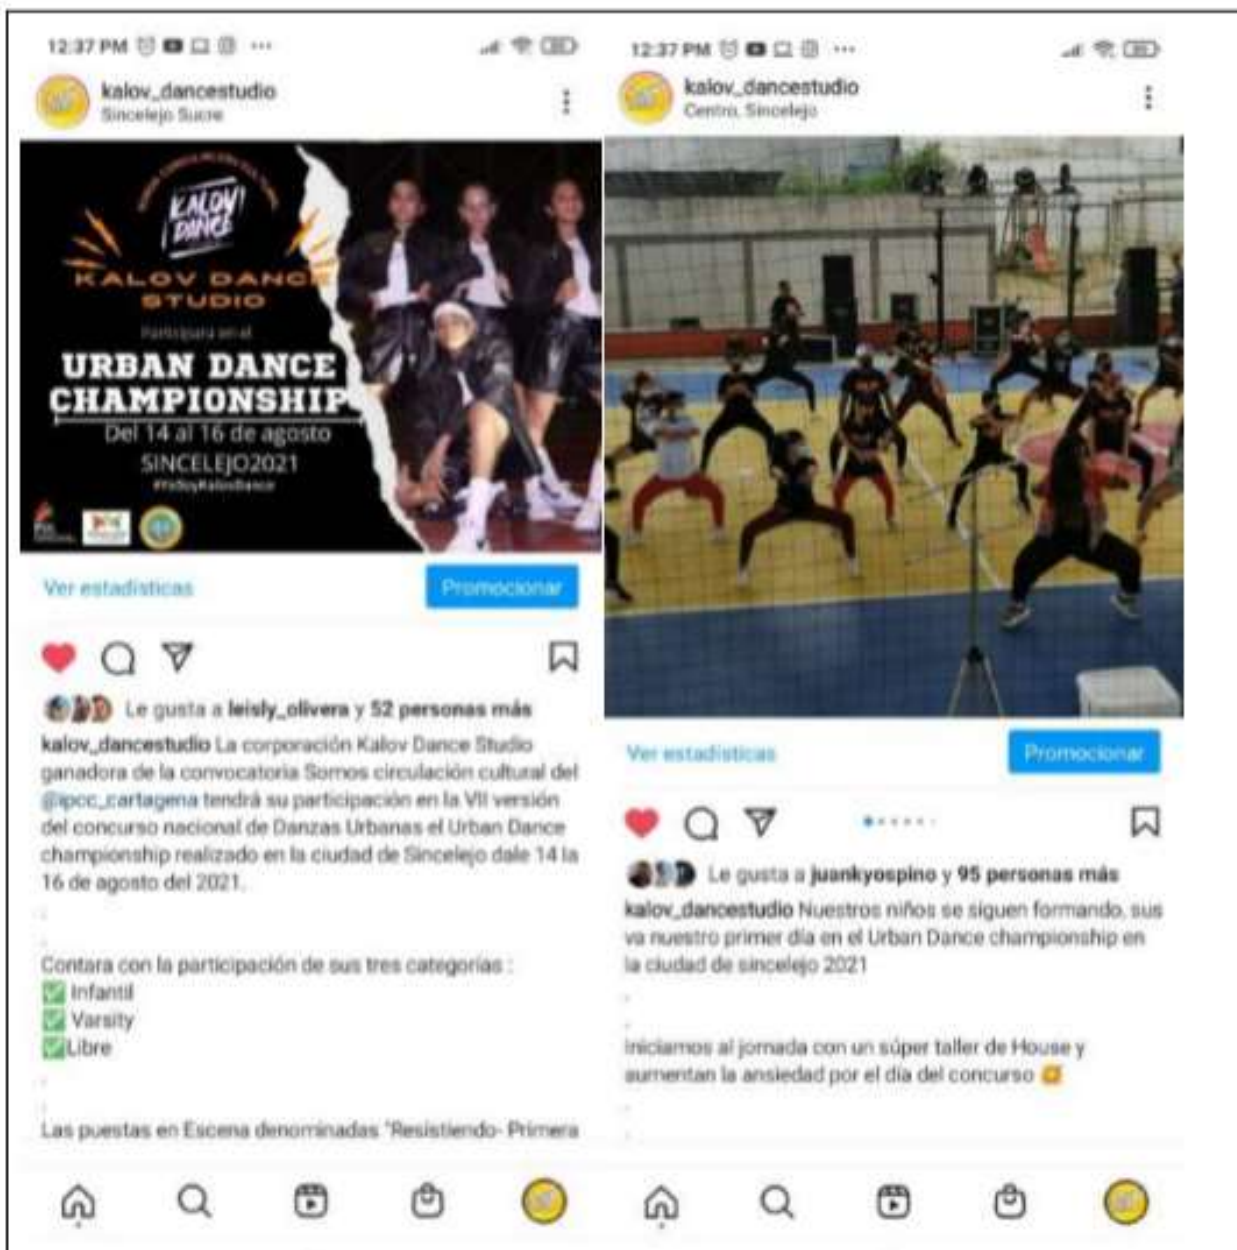 12:37 PM
kalov_dancestudio
Sincelejo Sucre
KALOV
DANCE
KALOV DANCE
STUDIO
Participara en el
URBAN DANCE
CHAMPIONSHIP
Del 14 al 16 de agosto
SINCELEJO2021
#YoSoyKalovDance
Ver estadísticas
Promocionar
Le gusta a leisly_olivera y 52 personas más
kalov_dancestudio La corporación Kalov Dance Studio
ganadora de la convocatoria Somos circulación cultural del
@ipcc_cartagena tendrá su participación en la VII versión
del concurso nacional de Danzas Urbanas el Urban Dance
championship realizado en la ciudad de Sincelejo dale 14 la
16 de agosto del 2021.
.
.
Contara con la participación de sus tres categorías :
✅ Infantil
✅ Varsity
✅Libre
.
.
Las puestas en Escena denominadas "Resistiendo- Primera
12:37 PM
kalov_dancestudio
Centro, Sincelejo
Ver estadísticas
Promocionar
Le gusta a juankyospino y 95 personas más
kalov_dancestudio Nuestros niños se siguen formando, sus
va nuestro primer día en el Urban Dance championship en
la ciudad de sincelejo 2021
.
.
iniciamos al jornada con un súper taller de House y
aumentan la ansiedad por el día del concurso 💥
.
.